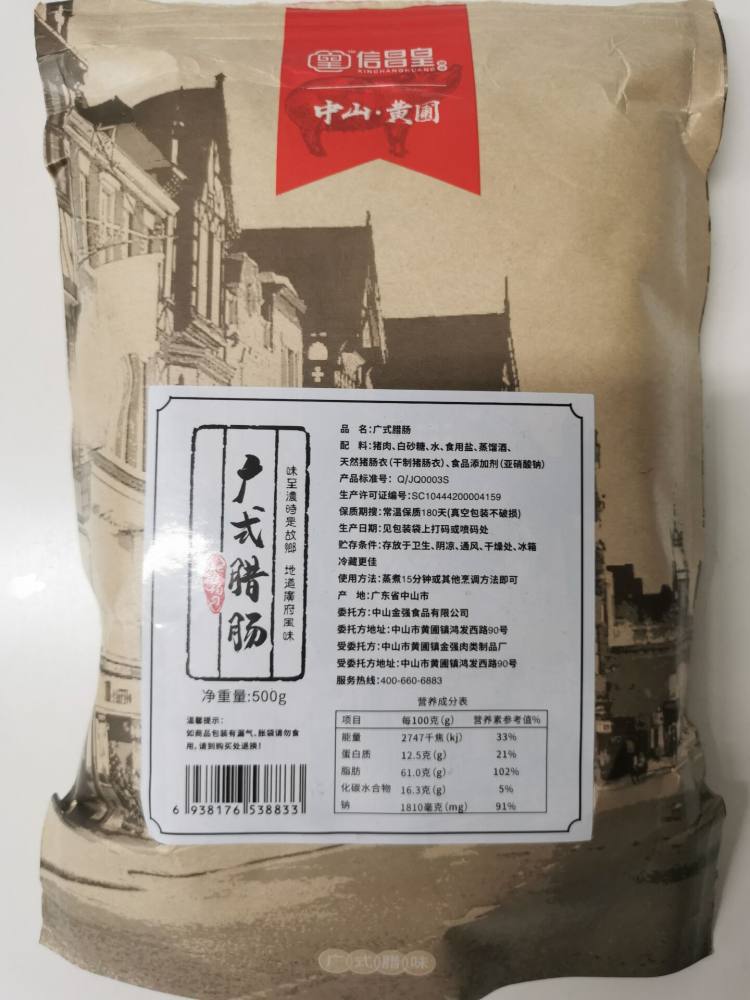 信昌皇
XINCHANGHUANG
中山·黄圃
广式腊肠
味至濃時是故鄉 地道廣府風味
净重量:500g
温馨提示:
如商品包装有漏气、胀袋请勿食
用,请到购买处退换!
6 938176 538833
品 名:广式腊肠
配 料:猪肉、白砂糖、水、食用盐、蒸馏酒、
天然猪肠衣(干制猪肠衣)、食品添加剂(亚硝酸钠)
产品标准号: Q/JQ0003S
生产许可证编号:SC10444200004159
保质期搜:常温保质180天(真空包装不破损)
生产日期:见包装袋上打码或喷码处
贮存条件:存放于卫生、阴凉、通风、干燥处、冰箱
冷藏更佳
使用方法:蒸煮15分钟或其他烹调方法即可
产 地:广东省中山市
委托方:中山金强食品有限公司
委托方地址:中山市黄圃镇鸿发西路90号
受委托方:中山市黄圃镇金强肉类制品厂
受委托方地址:中山市黄圃镇鸿发西路90号
服务热线:400-660-6883
营养成分表
项目 每100克(g) 营养素参考值%
能量 2747千焦(kj) 33%
蛋白质 12.5克(g) 21%
脂肪 61.0克(g) 102%
化碳水合物 16.3克(g) 5%
钠 1810毫克(mg) 91%
广式腊味